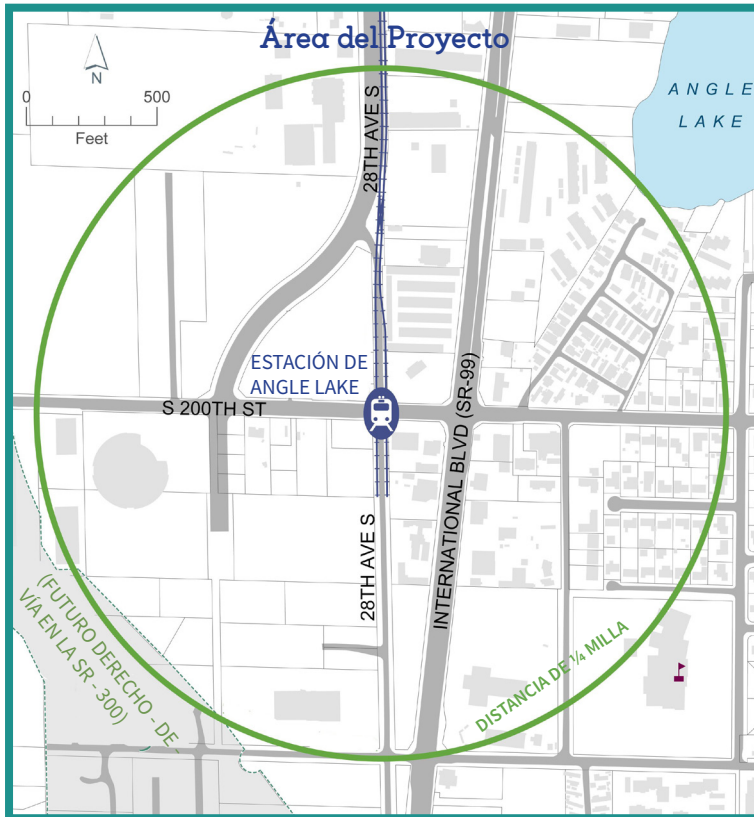 Área del Proyecto
N
0 500
Feet
28TH AVE S
ANGLE
LAKE
ESTACIÓN DE
ANGLE LAKE
S 200TH ST
INTERNATIONAL BLVD (SR-99)
28TH AVE S
(FUTURO DERECHO - DE -
VÍA EN LA SR - 300)
DISTANCIA DE ¼ MILLA